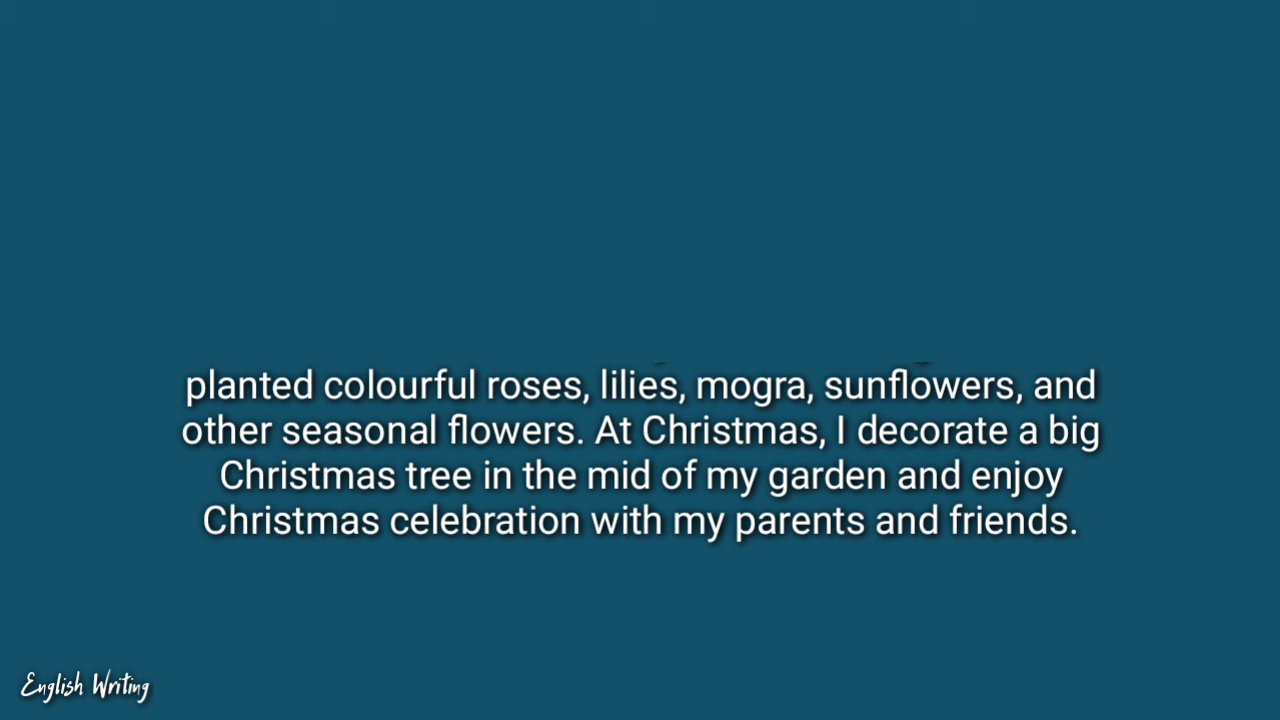 planted colourful roses, lilies, mogra, sunflowers, and
other seasonal flowers. At Christmas, I decorate a big
Christmas tree in the mid of my garden and enjoy
Christmas celebration with my parents and friends.
English Writing